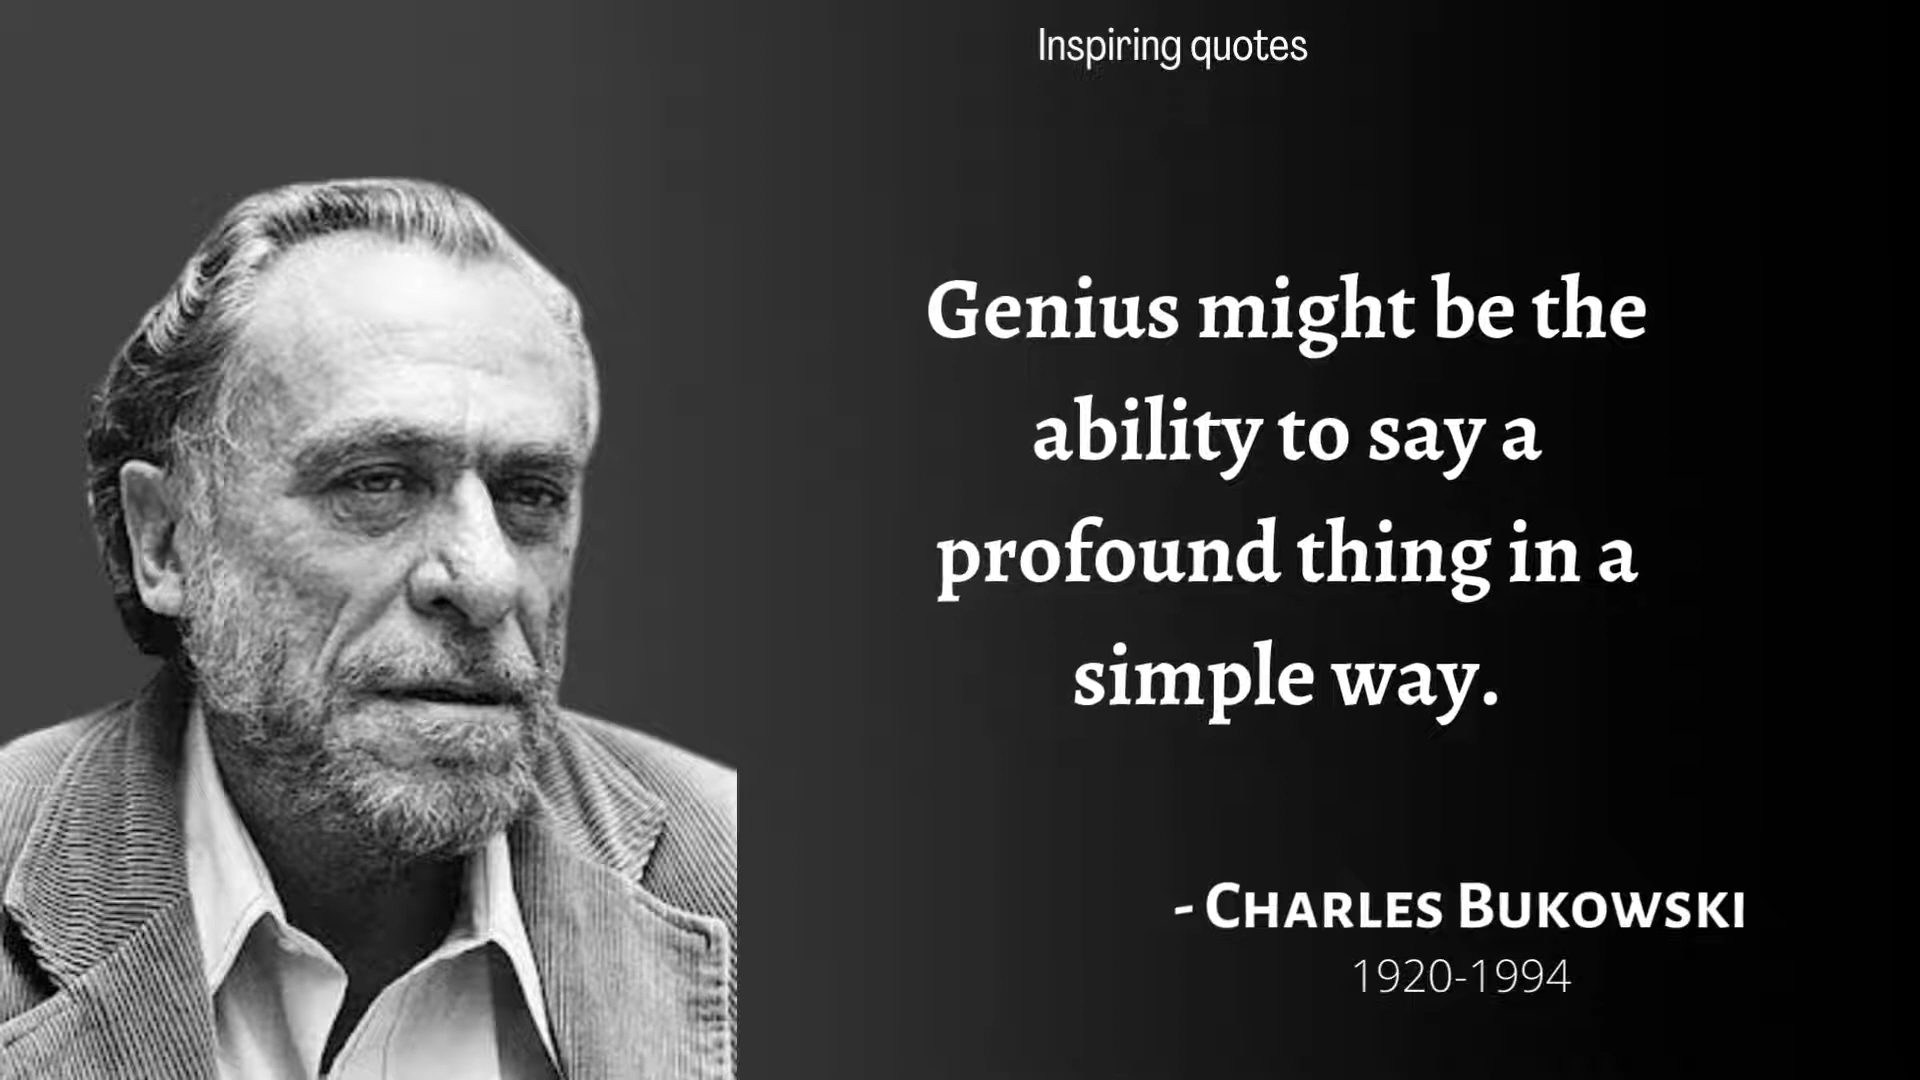 Inspiring quotes
Genius might be the
ability to say a
profound thing in a
simple way.
- Charles Bukowski
1920-1994